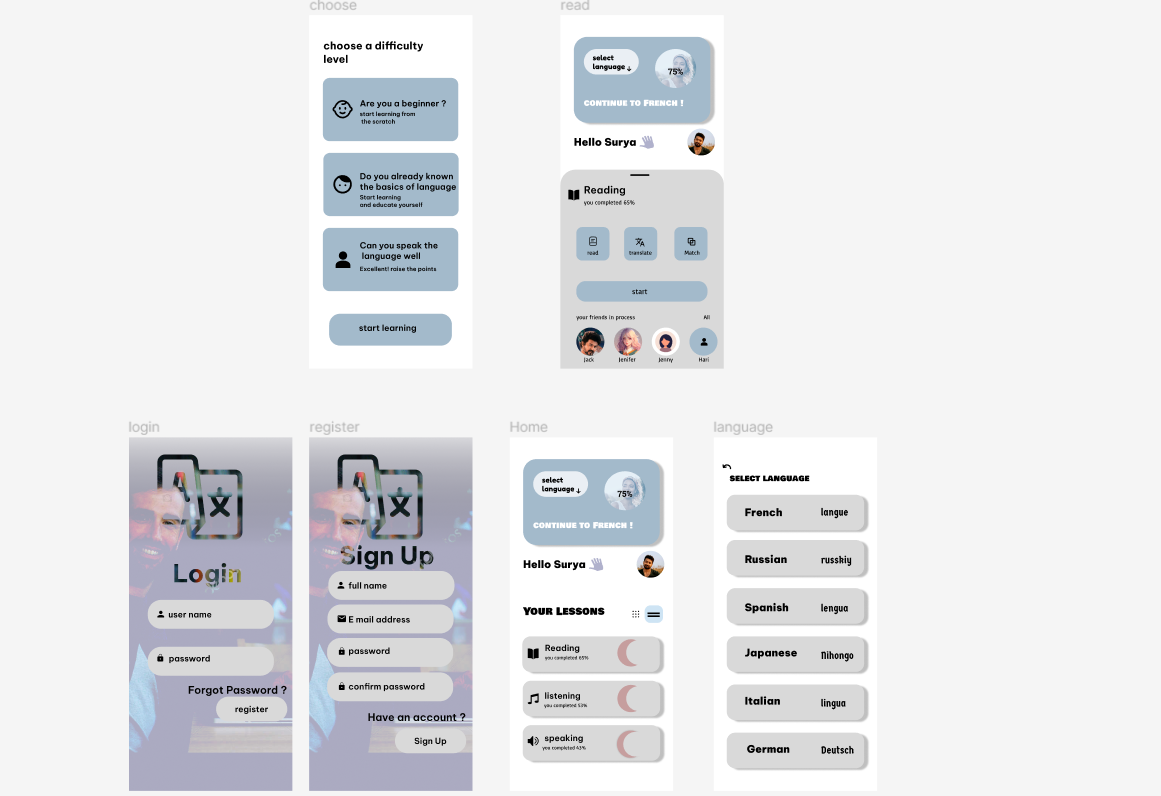 choose
choose a difficulty
level
Are you a beginner ?
start learning from
the scratch
Do you already known
the basics of language
Start learning
and educate yourself
Can you speak the
language well
Excellent! raise the points
start learning
read
select
language↓
75%
CONTINUE TO FRENCH !
Hello Surya
Reading
you completed 65%
read
translate
Match
start
your friends in process
All
Jack
Jenifer
Jenny
Hari
login
Login
user name
password
Forgot Password ?
register
register
Sign Up
full name
E mail address
password
confirm password
Have an account ?
Sign Up
Home
select
language↓
75%
CONTINUE TO FRENCH !
Hello Surya
YOUR LESSONS
Reading
you completed 65%
listening
you completed 53%
speaking
you completed 43%
language
SELECT LANGUAGE
French langue
Russian russkiy
Spanish lengua
Japanese Nihongo
Italian lingua
German Deutsch